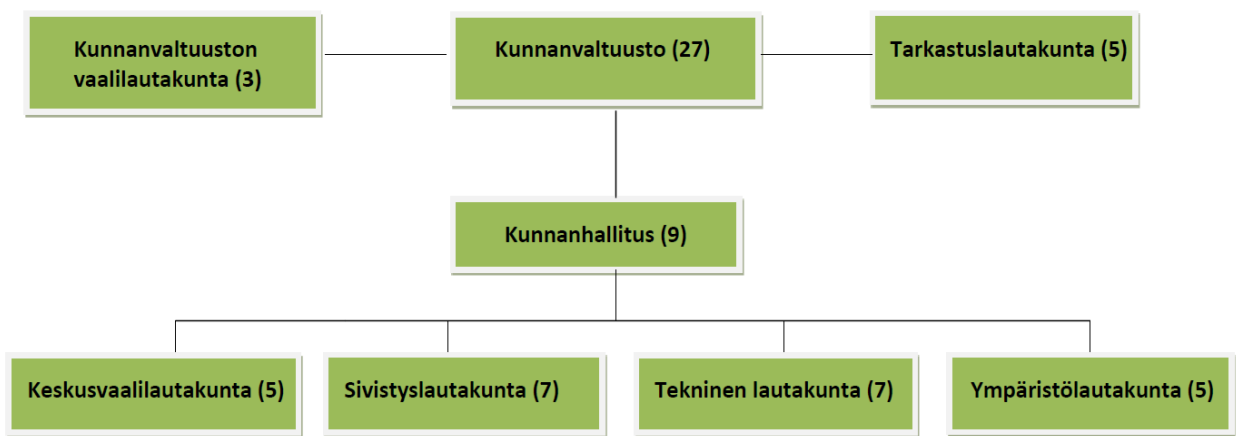 Kunnanvaltuuston
vaalilautakunta (3)
Kunnanvaltuusto (27)
Tarkastuslautakunta (5)
Kunnanhallitus (9)
Keskusvaalilautakunta (5)
Sivistyslautakunta (7)
Tekninen lautakunta (7)
Ympäristölautakunta (5)